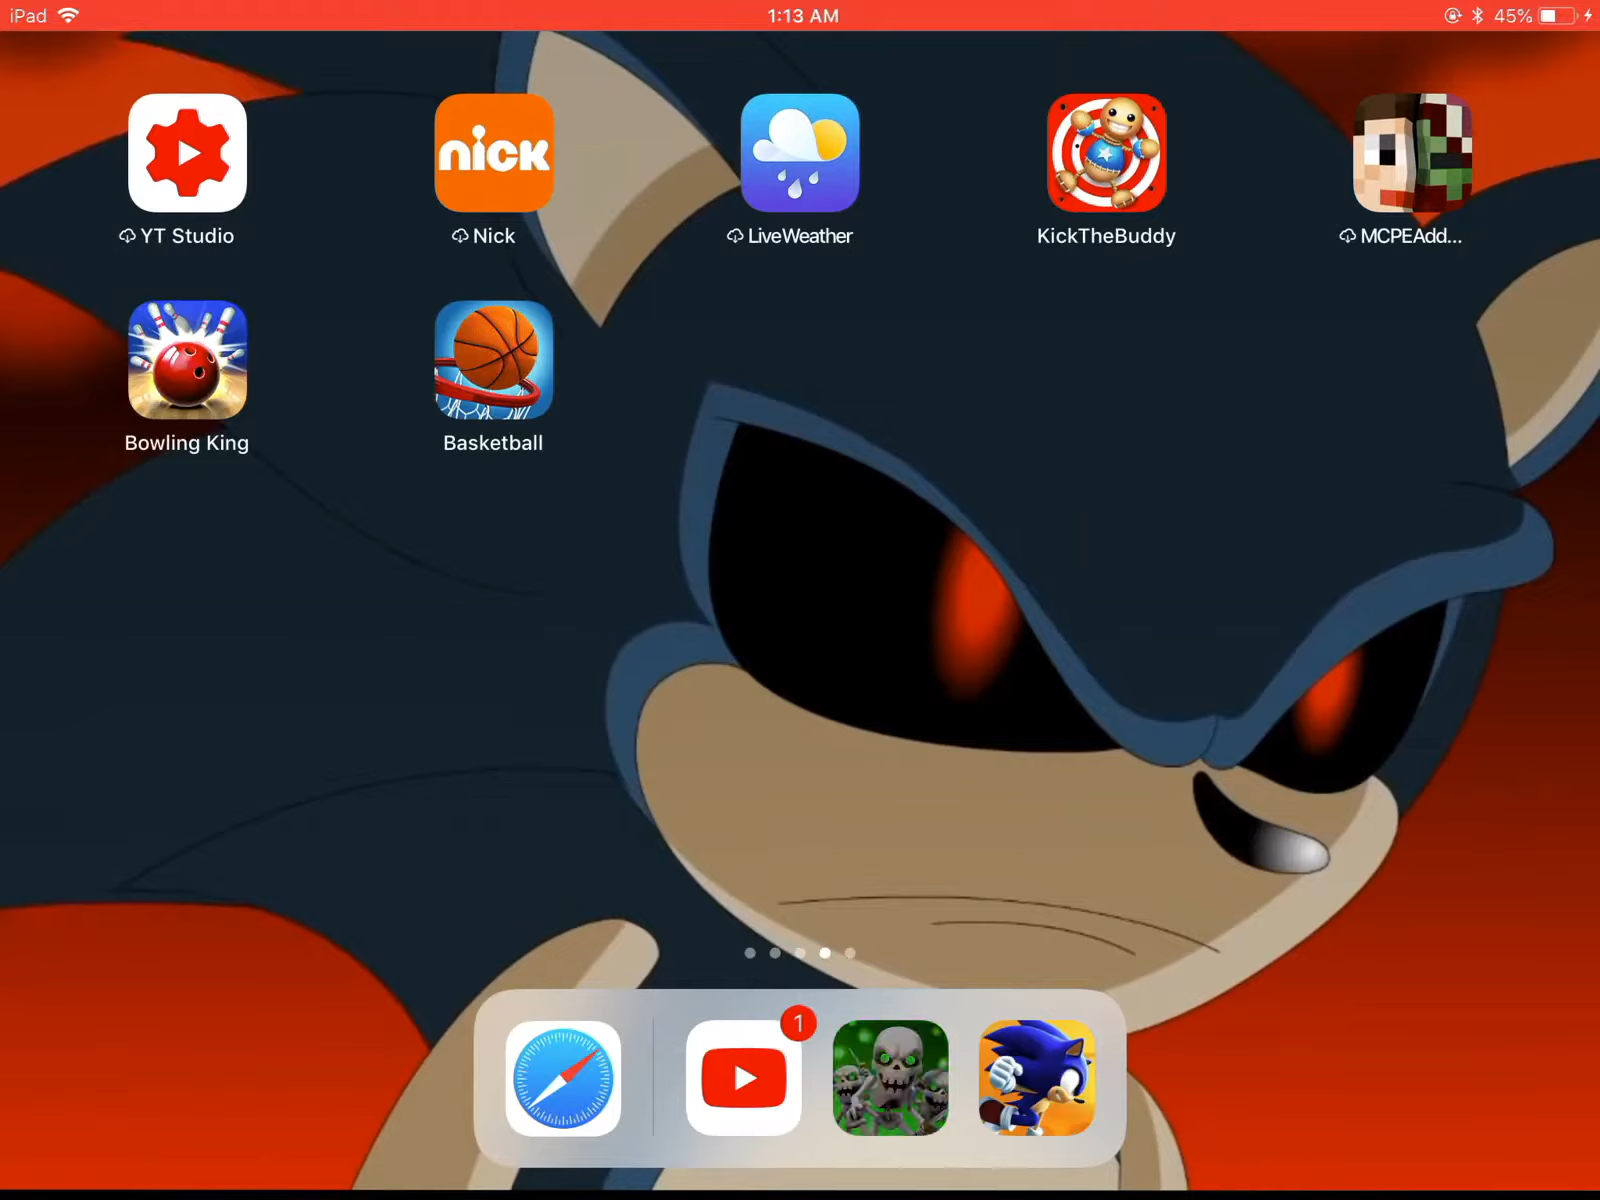 iPad 1:13 AM 45%
nick
YT Studio Nick LiveWeather KickTheBuddy MCPEAdd...
Bowling King Basketball
1